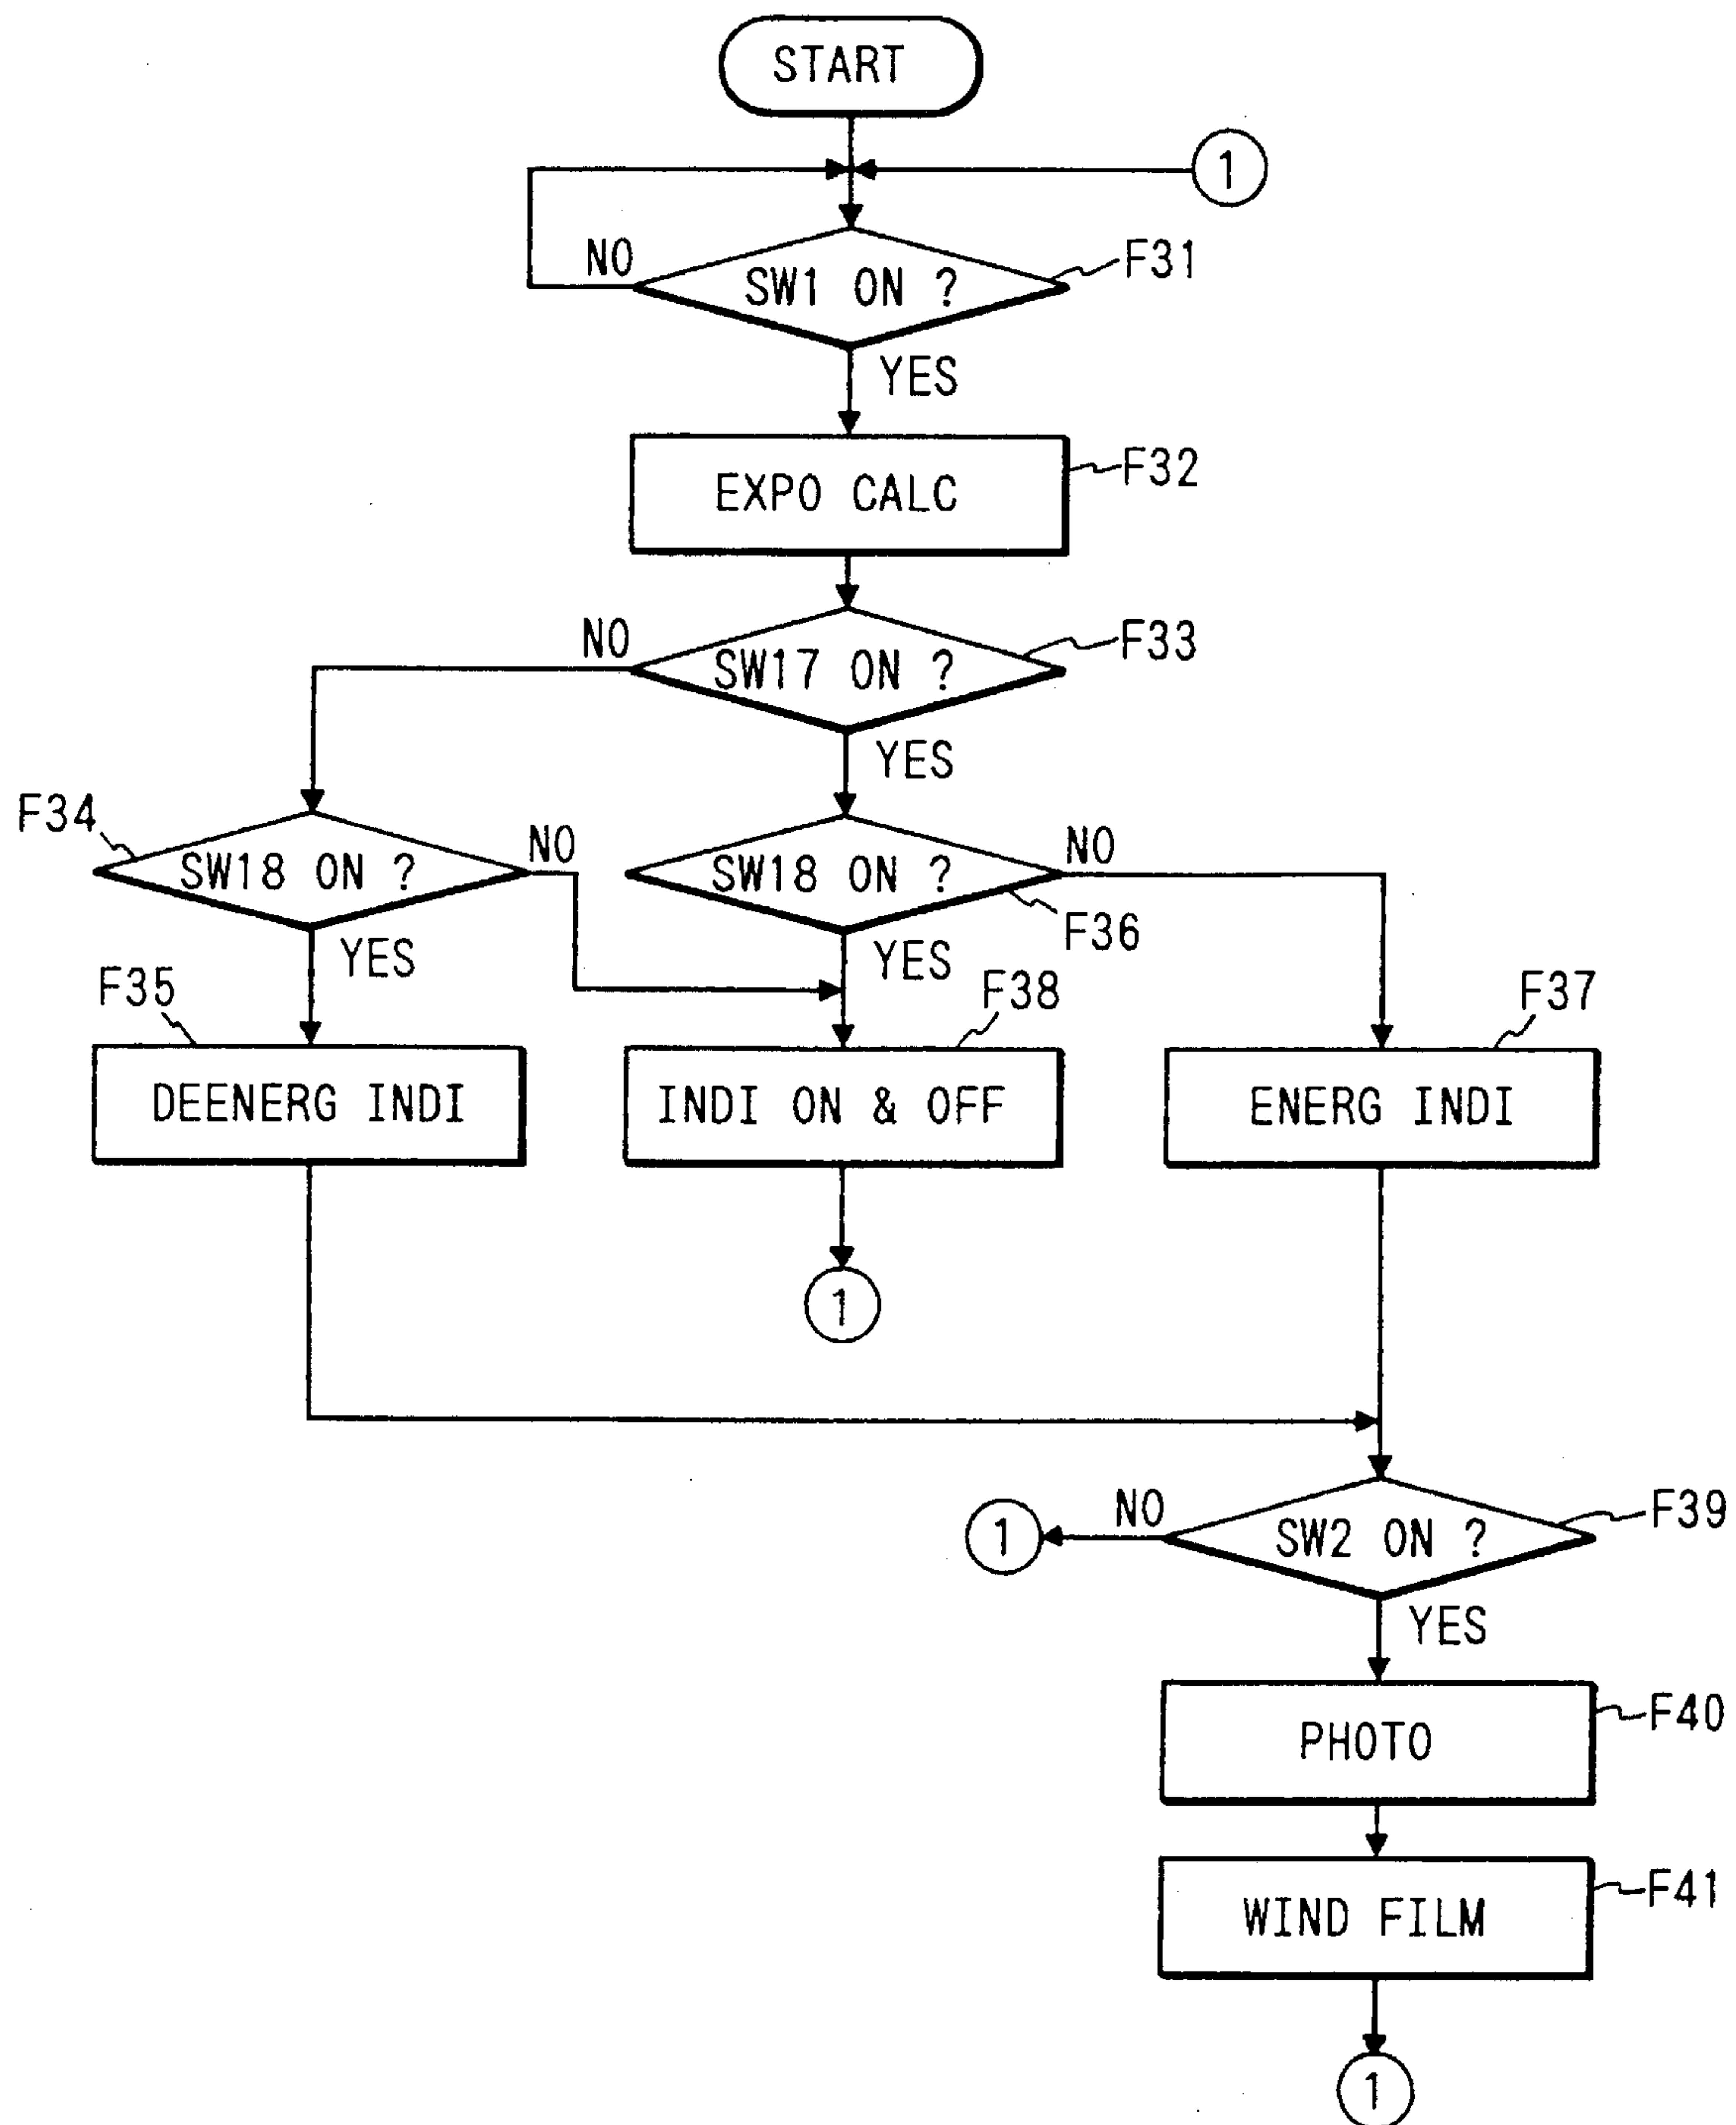 START
1
NO
F31
SW1 ON ?
YES
F32
EXPO CALC
NO
F33
SW17 ON ?
YES
F34
NO
NO
SW18 ON ?
SW18 ON ?
F36
YES
YES
F35
F38
F37
DEENERG INDI
INDI ON & OFF
ENERG INDI
1
NO
F39
1
SW2 ON ?
YES
F40
PHOTO
F41
WIND FILM
1